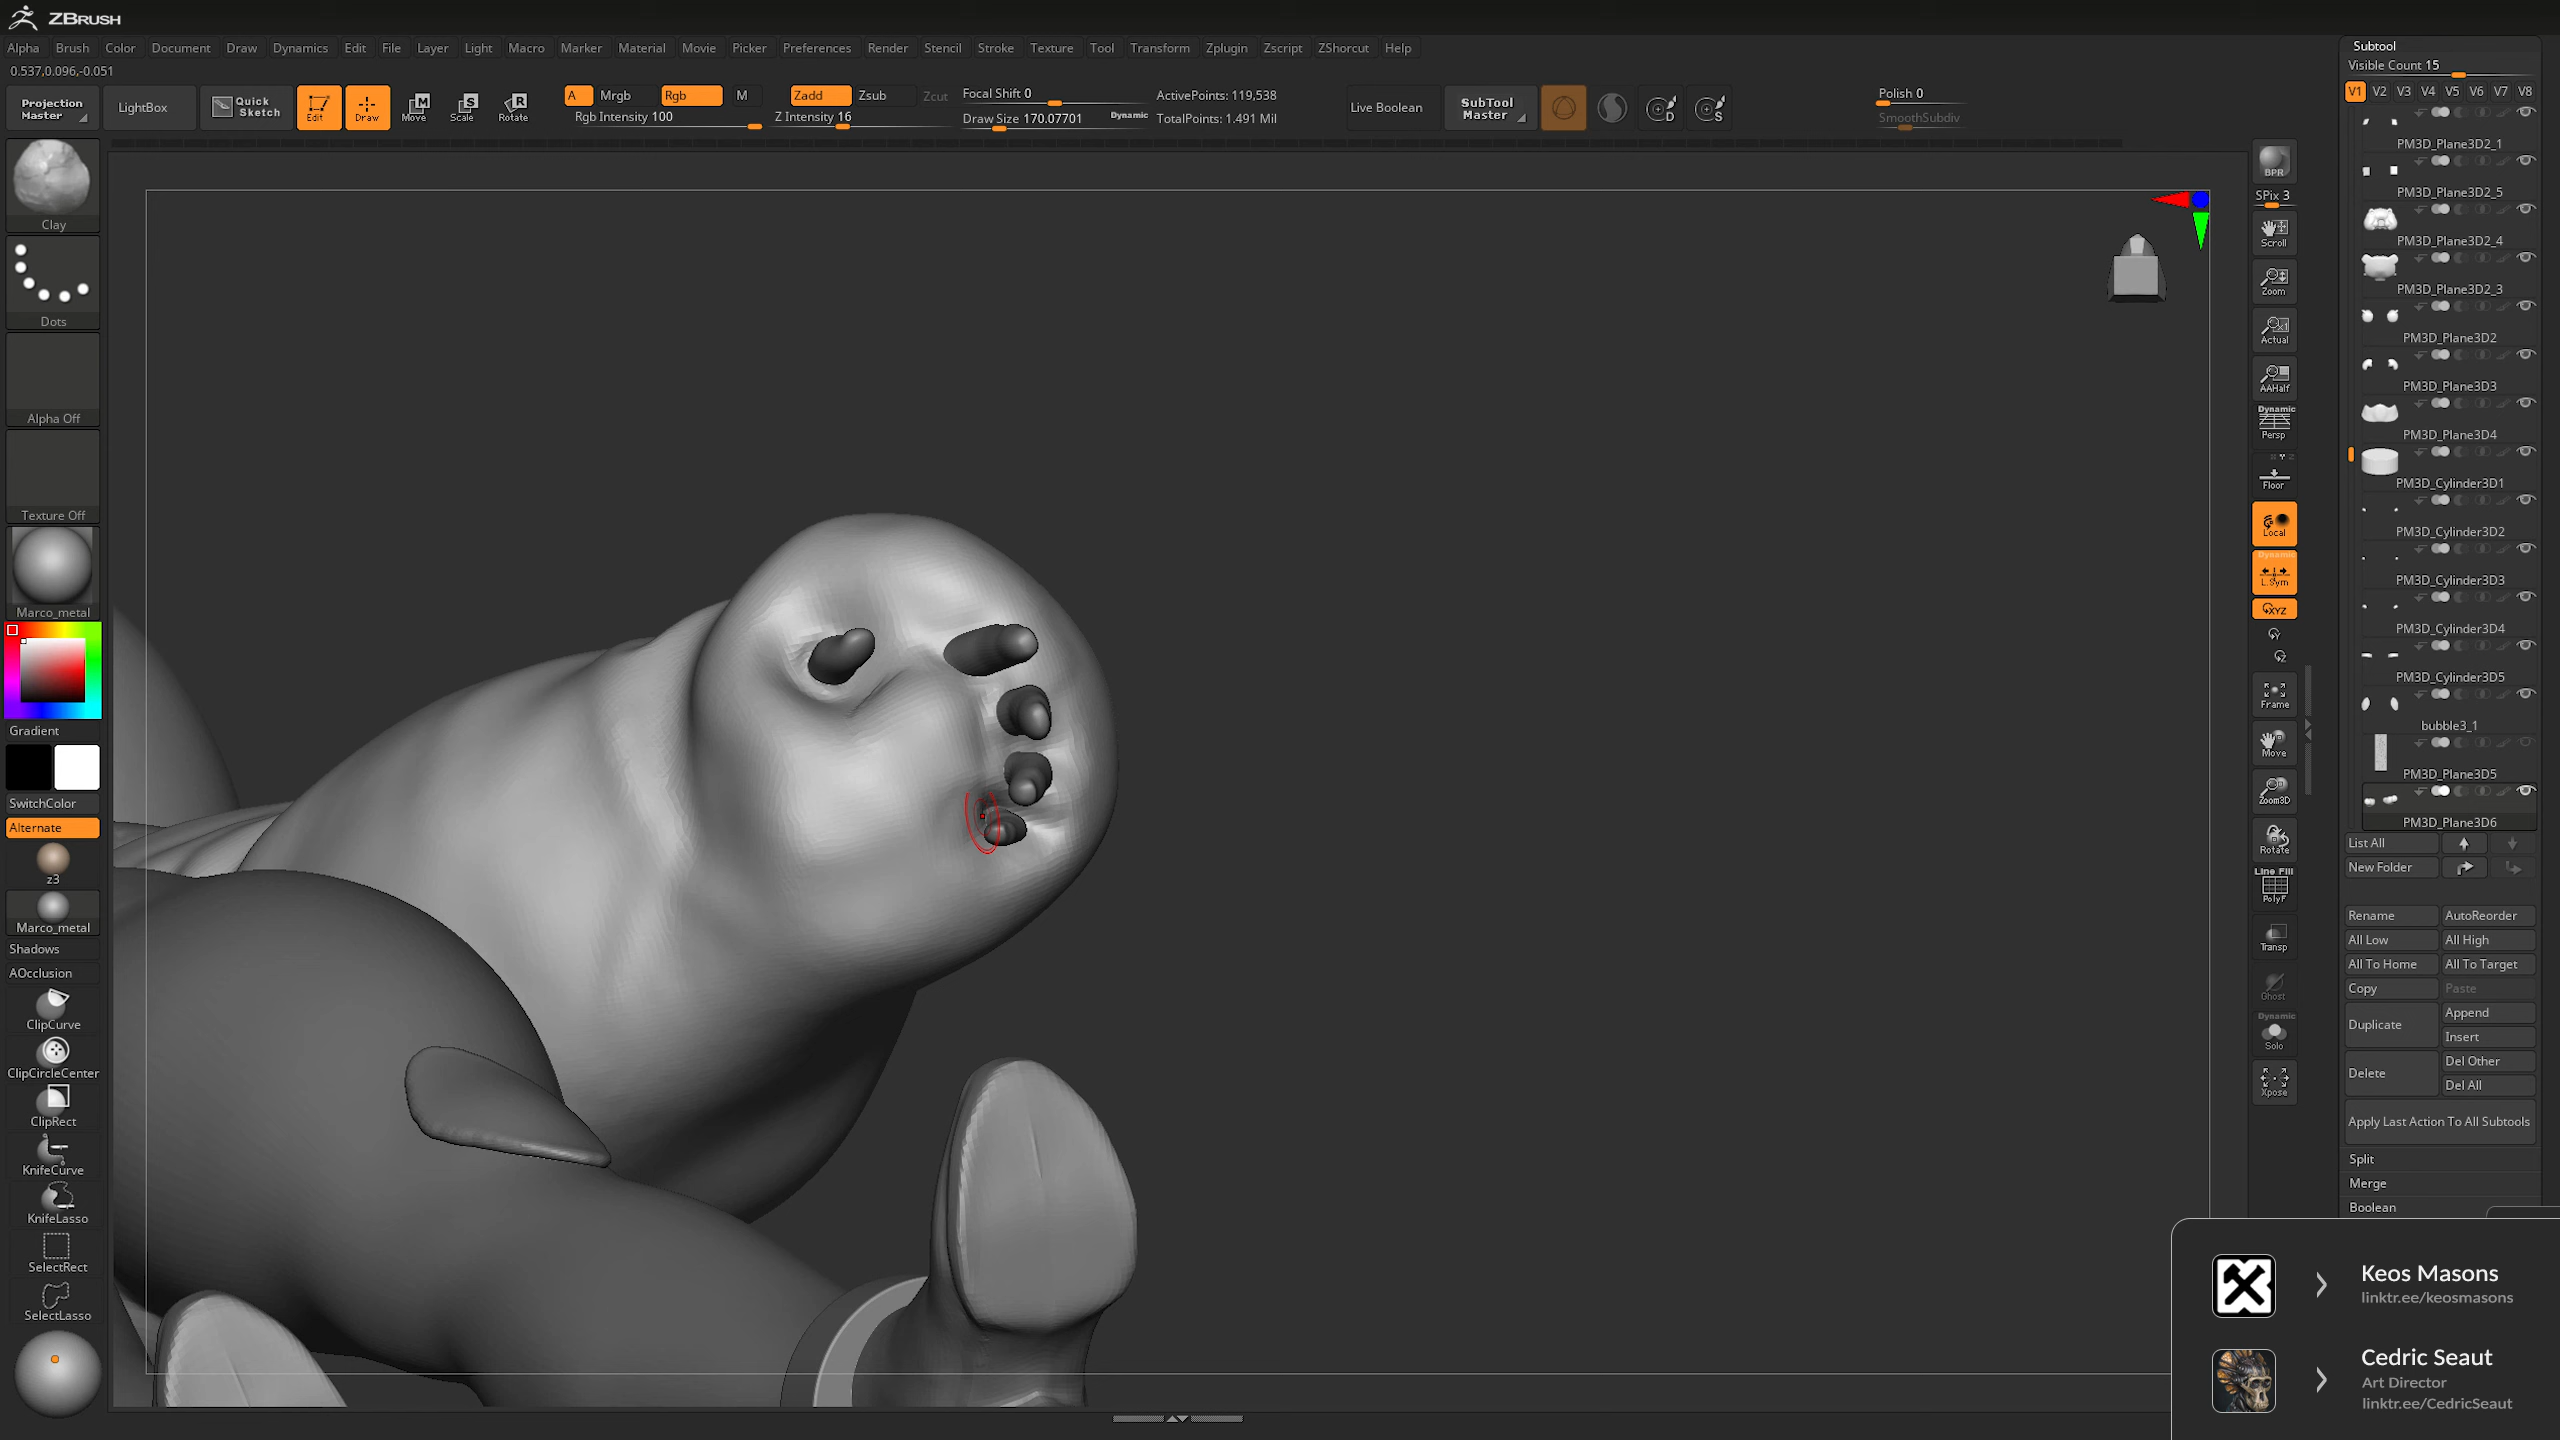 ZBRUSH
Alpha Brush Color Document Draw Dynamics Edit File Layer Light Macro Marker Material Movie Picker Preferences Render Stencil Stroke Texture Tool Transform Zplugin Zscript ZShorcut Help
0.537,0.096,-0.051
Projection Master
LightBox
Quick Sketch
Edit
Draw
Move
Scale
Rotate
A Mrgb Rgb M
Rgb Intensity 100
Zadd Zsub Zcut
Z Intensity 16
Focal Shift 0
Draw Size 170.07701
Dynamic
ActivePoints: 119,538
TotalPoints: 1.491 Mil
Live Boolean
SubTool Master
Polish 0
SmoothSubdiv
Clay
Dots
Alpha Off
Texture Off
Marco_metal
Gradient
SwitchColor
Alternate
z3
Marco_metal
Shadows
AOcclusion
ClipCurve
ClipCircleCenter
ClipRect
KnifeCurve
KnifeLasso
SelectRect
SelectLasso
BPR
SPix 3
Scroll
Zoom
Actual
AAHalf
Dynamic
Persp
Floor
Local
Dynamic
L.Sym
XYZ
Y
Z
Frame
Move
Zoom3D
Rotate
Line Fill
PolyF
Transp
Ghost
Dynamic
Solo
Xpose
Subtool
Visible Count 15
V1 V2 V3 V4 V5 V6 V7 V8
PM3D_Plane3D2_1
PM3D_Plane3D2_5
PM3D_Plane3D2_4
PM3D_Plane3D2_3
PM3D_Plane3D2
PM3D_Plane3D3
PM3D_Plane3D4
PM3D_Cylinder3D1
PM3D_Cylinder3D2
PM3D_Cylinder3D3
PM3D_Cylinder3D4
PM3D_Cylinder3D5
bubble3_1
PM3D_Plane3D5
PM3D_Plane3D6
List All
New Folder
Rename AutoReorder
All Low All High
All To Home All To Target
Copy Paste
Duplicate Append
Insert
Delete Del Other
Del All
Apply Last Action To All Subtools
Split
Merge
Boolean
Keos Masons
linktr.ee/keosmasons
Cedric Seaut
Art Director
linktr.ee/CedricSeaut